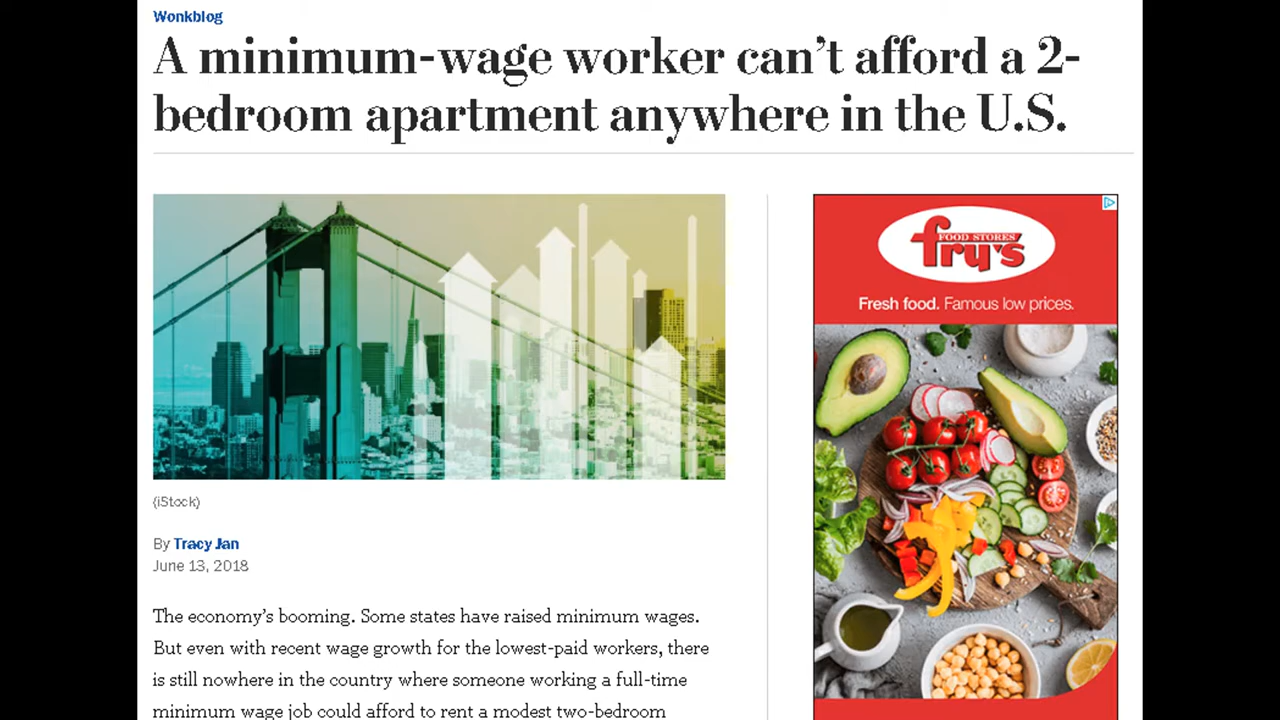 Wonkblog
A minimum-wage worker can’t afford a 2-
bedroom apartment anywhere in the U.S.
(iStock)
By Tracy Jan
June 13, 2018
The economy’s booming. Some states have raised minimum wages.
But even with recent wage growth for the lowest-paid workers, there
is still nowhere in the country where someone working a full-time
minimum wage job could afford to rent a modest two-bedroom
fry's
FOOD STORES
Fresh food. Famous low prices.